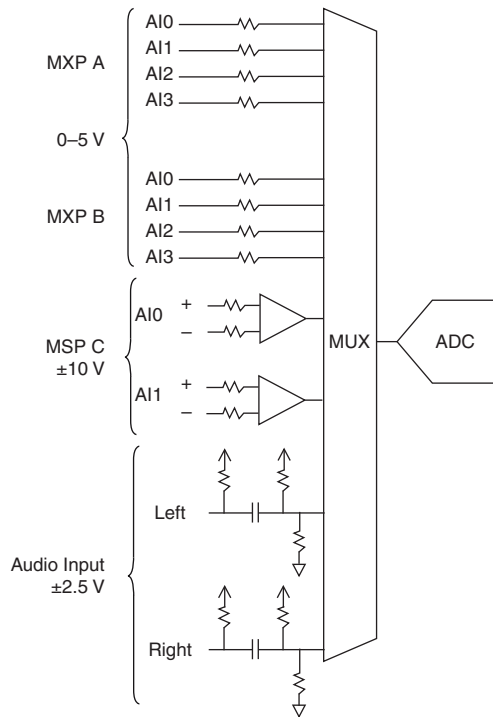 AI0
AI1
MXP A
AI2
AI3
0–5 V
AI0
AI1
MXP B
AI2
AI3
AI0
+
–
MSP C
±10 V
AI1
+
–
MUX
ADC
Left
Audio Input
±2.5 V
Right